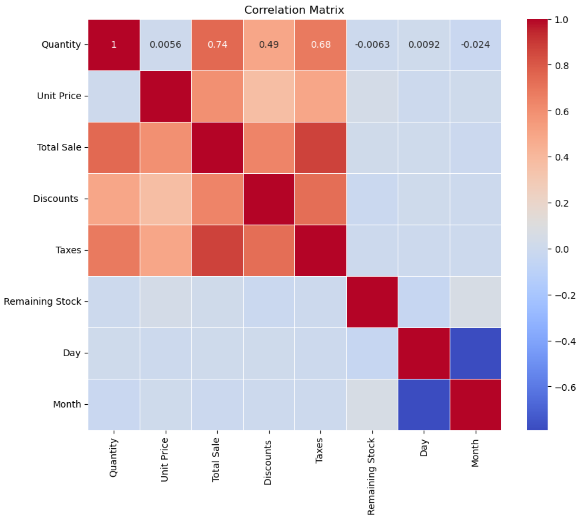 Correlation Matrix
Quantity
1 0.0056 0.74 0.49 0.68 -0.0063 0.0092 -0.024
Unit Price
Total Sale
Discounts
Taxes
Remaining Stock
Day
Month
Quantity
Unit Price
Total Sale
Discounts
Taxes
Remaining Stock
Day
Month
1.0
0.8
0.6
0.4
0.2
0.0
−0.2
−0.4
−0.6